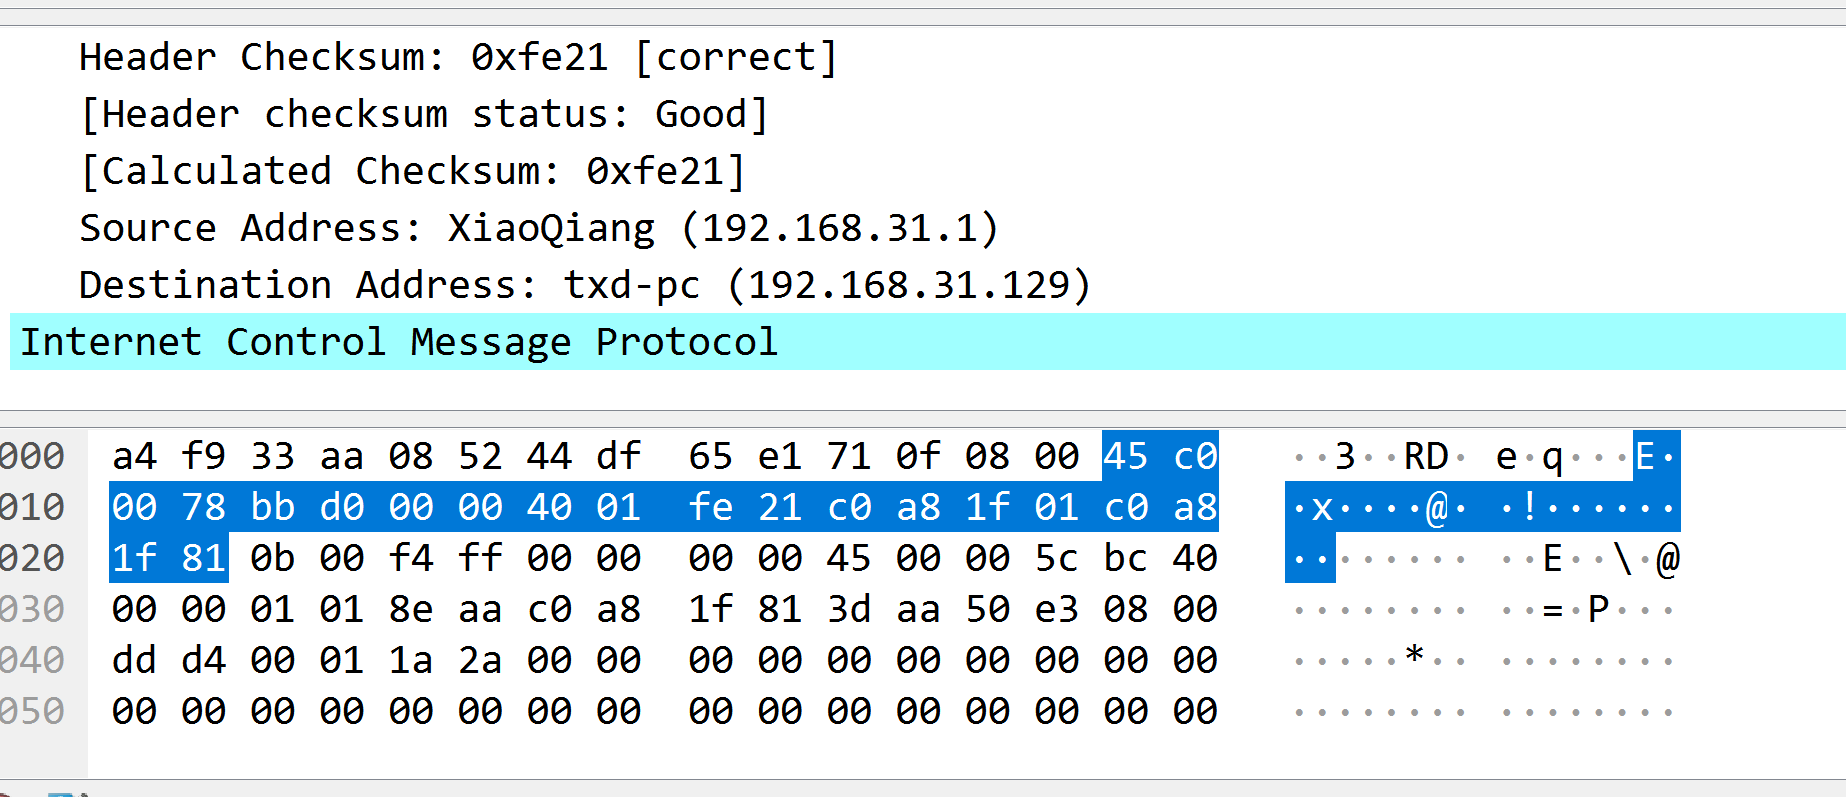 Header Checksum: 0xfe21 [correct]
[Header checksum status: Good]
[Calculated Checksum: 0xfe21]
Source Address: XiaoQiang (192.168.31.1)
Destination Address: txd-pc (192.168.31.129)
Internet Control Message Protocol
000 a4 f9 33 aa 08 52 44 df 65 e1 71 0f 08 00 45 c0 ··3··RD· e·q···E·
010 00 78 bb d0 00 00 40 01 fe 21 c0 a8 1f 01 c0 a8 ·x····@· ·!······
020 1f 81 0b 00 f4 ff 00 00 00 00 45 00 00 5c bc 40 ········ ··E··\·@
030 00 00 01 01 8e aa c0 a8 1f 81 3d aa 50 e3 08 00 ········ ··=·P···
040 dd d4 00 01 1a 2a 00 00 00 00 00 00 00 00 00 00 ·····*·· ········
050 00 00 00 00 00 00 00 00 00 00 00 00 00 00 00 00 ········ ········